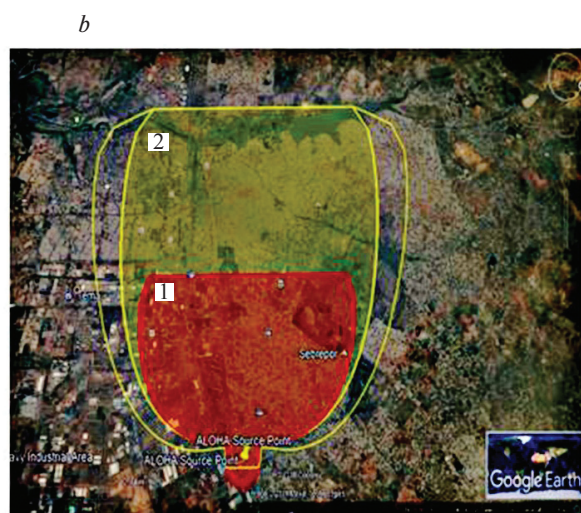 b
2
1
Sebrepor
ALOHA Source Point
ALOHA Source Point
Industrial Area
Google Earth